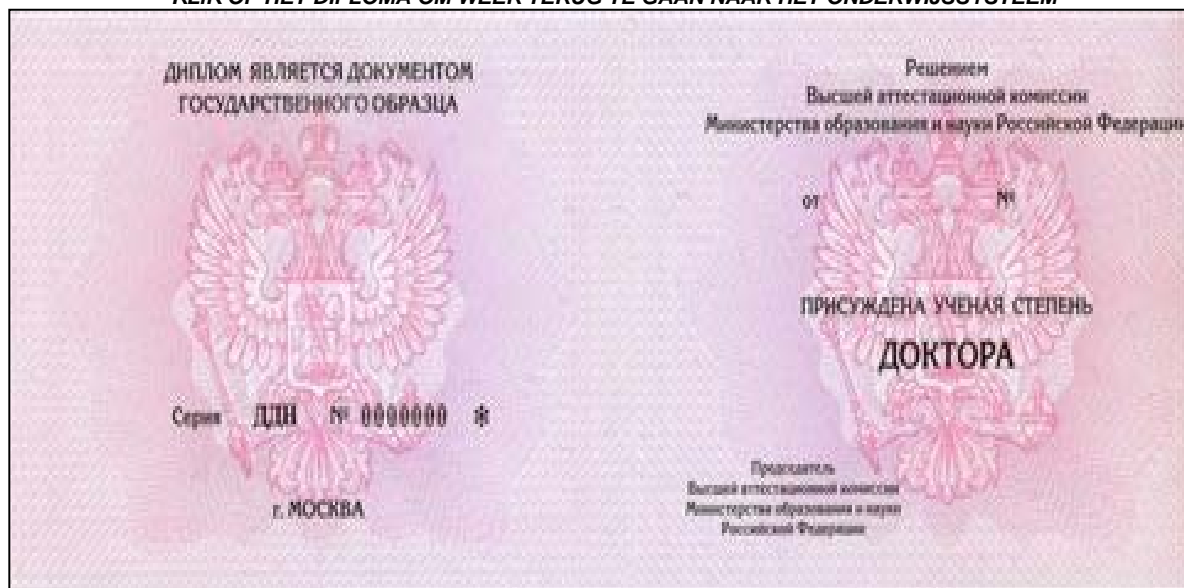 KLIK OP HET DIPLOMA OM WEER TERUG TE GAAN NAAR HET ONDERWIJSSYSTEEM
ДИПЛОМ ЯВЛЯЕТСЯ ДОКУМЕНТОМ
ГОСУДАРСТВЕННОГО ОБРАЗЦА
Серия ДДН № 0000000 *
г. МОСКВА
Решением
Высшей аттестационной комиссии
Министерства образования и науки Российской Федерации
от №
ПРИСУЖДЕНА УЧЕНАЯ СТЕПЕНЬ
ДОКТОРА
Председатель
Высшей аттестационной комиссии
Министерства образования и науки
Российской Федерации